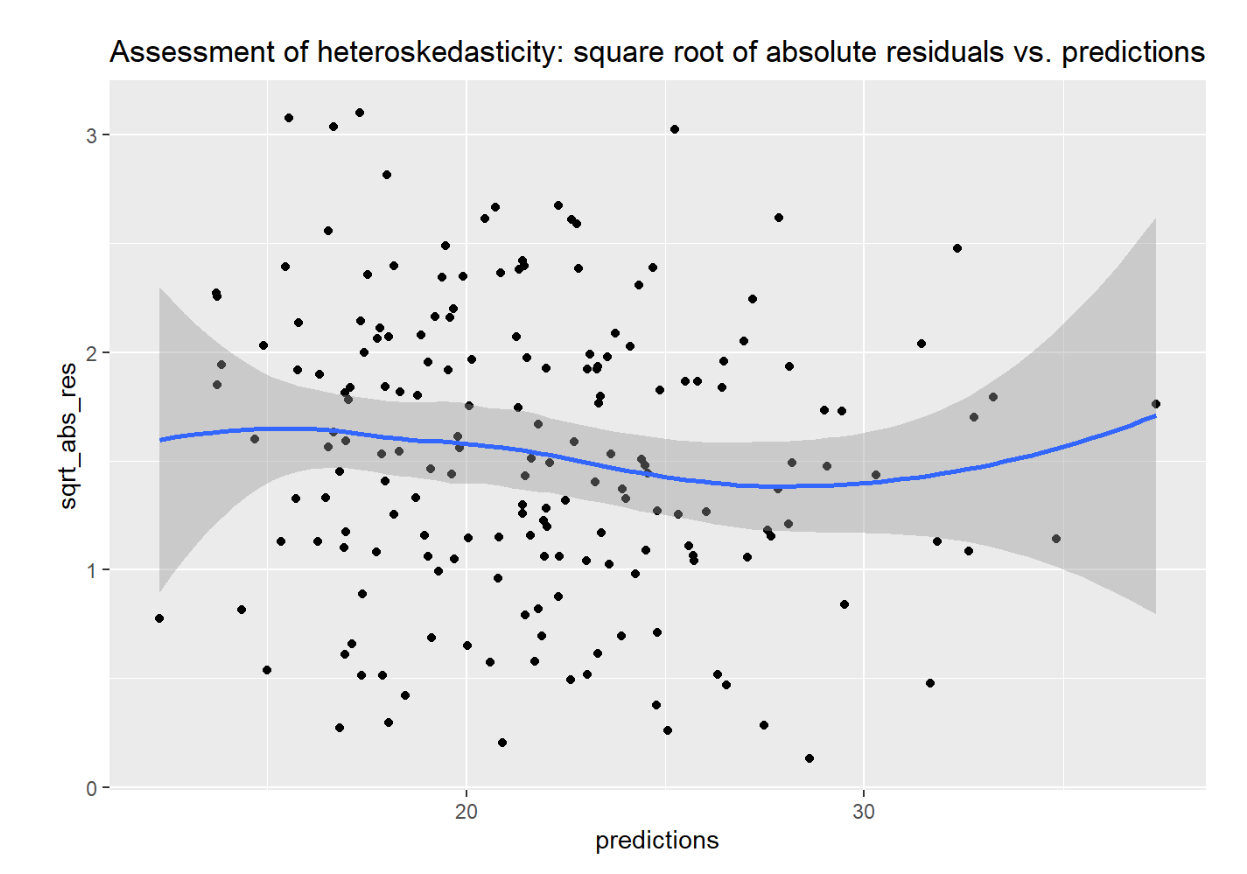 Assessment of heteroskedasticity: square root of absolute residuals vs. predictions
sqrt_abs_res
3
2
1
0
20 30
predictions